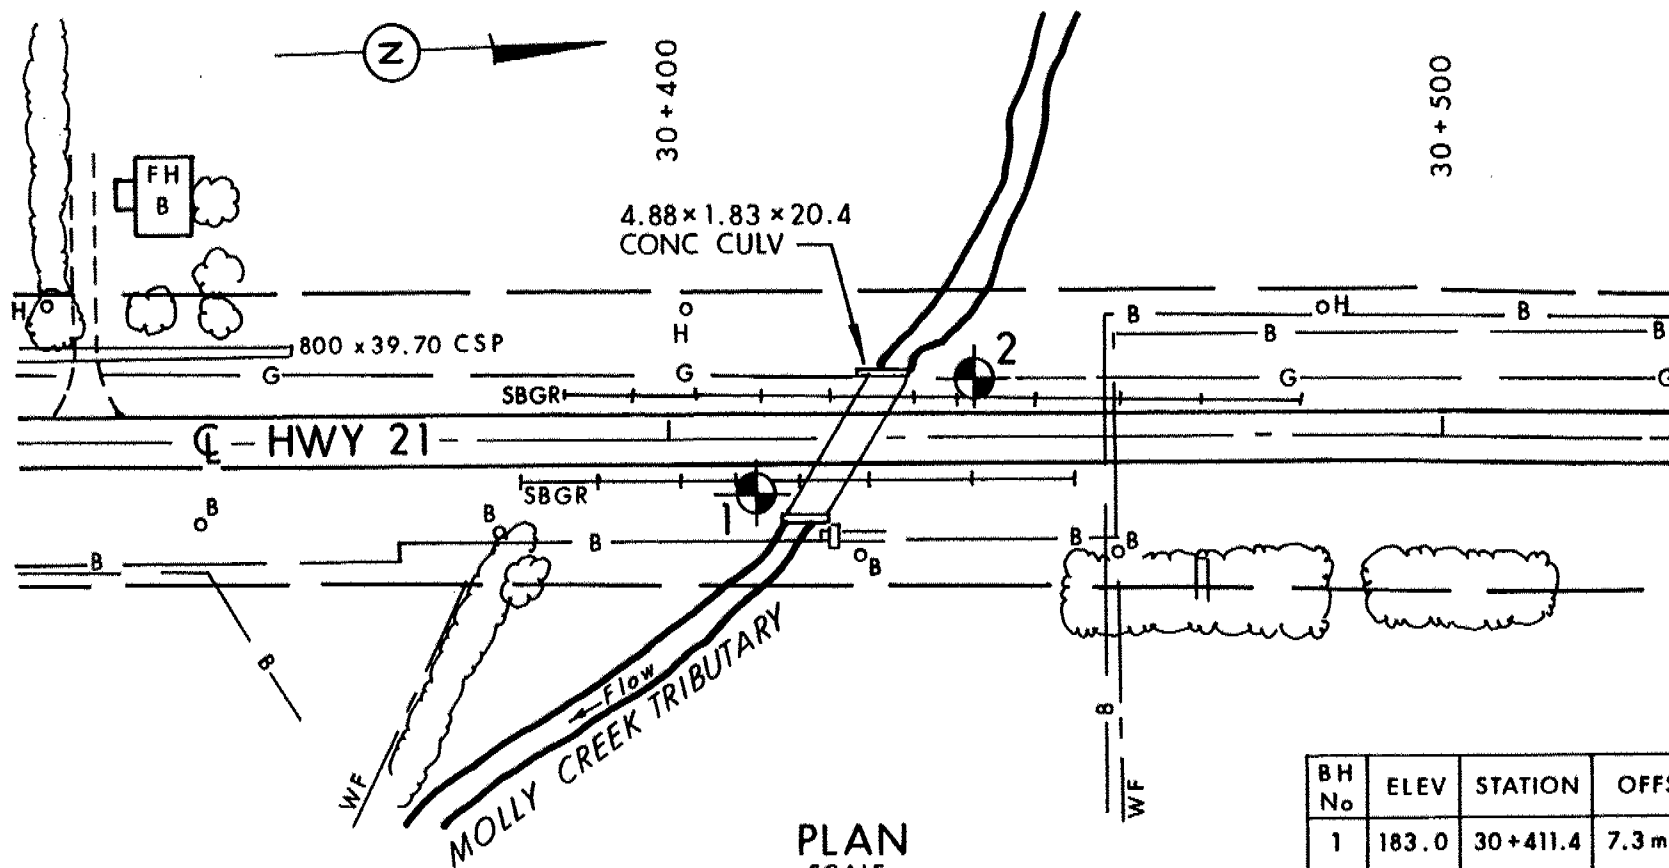 N
30+400
30+500
FH
B
4.88×1.83×20.4
CONC CULV
H
H
OH
B
B
B
B
800 x 39.70 CSP
G
G
2
G
G
SBGR
℄ HWY 21
SBGR
1
B
B
B
B
B
B
B
B
B
Flow
MOLLY CREEK TRIBUTARY
B
WF
WF
PLAN
BH No ELEV STATION OFFS
1 183.0 30+411.4 7.3m